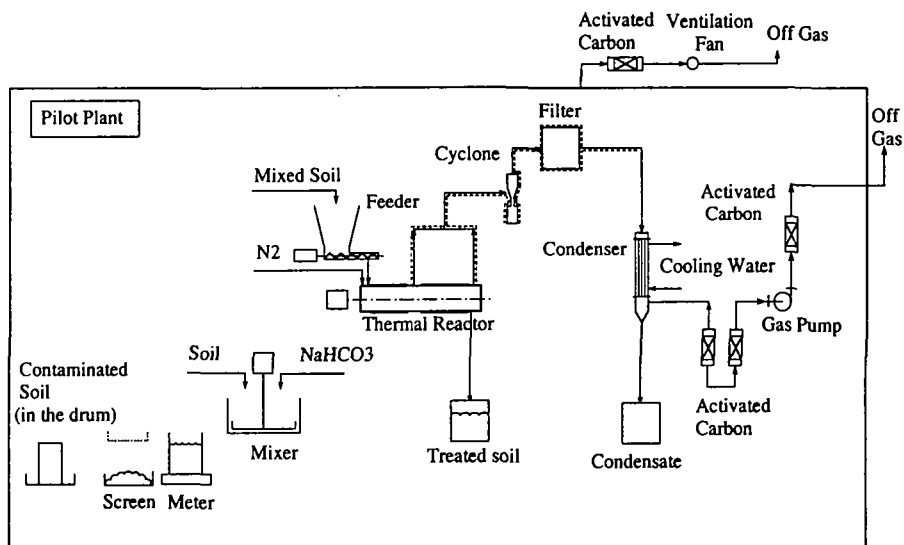 Activated
Carbon
Ventilation
Fan
Off Gas
Pilot Plant
Off
Gas
Filter
Cyclone
Mixed Soil
Feeder
Activated
Carbon
N2
Condenser
Cooling Water
Thermal Reactor
Gas Pump
Soil
NaHCO3
Contaminated
Soil
(in the drum)
Activated
Carbon
Mixer
Treated soil
Condensate
Screen
Meter